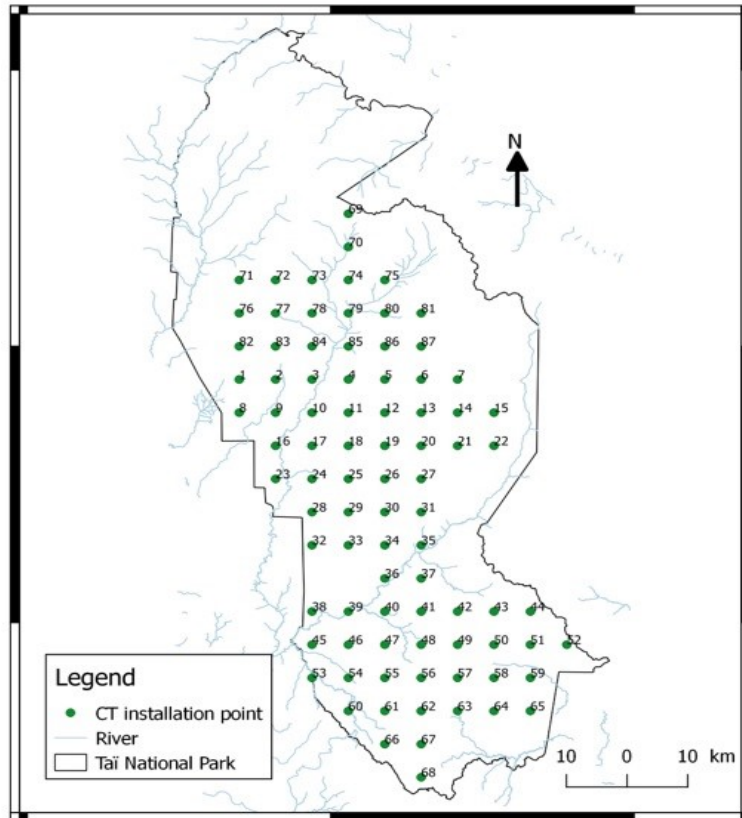 N
69
70
71 72 73 74 75
76 77 78 79 80 81
82 83 84 85 86 87
1 2 3 4 5 6 7
8 9 10 11 12 13 14 15
16 17 18 19 20 21 22
23 24 25 26 27
28 29 30 31
32 33 34 35
36 37
38 39 40 41 42 43 44
45 46 47 48 49 50 51 52
53 54 55 56 57 58 59
60 61 62 63 64 65
66 67
68
Legend
CT installation point
River
Taï National Park
10 0 10 km